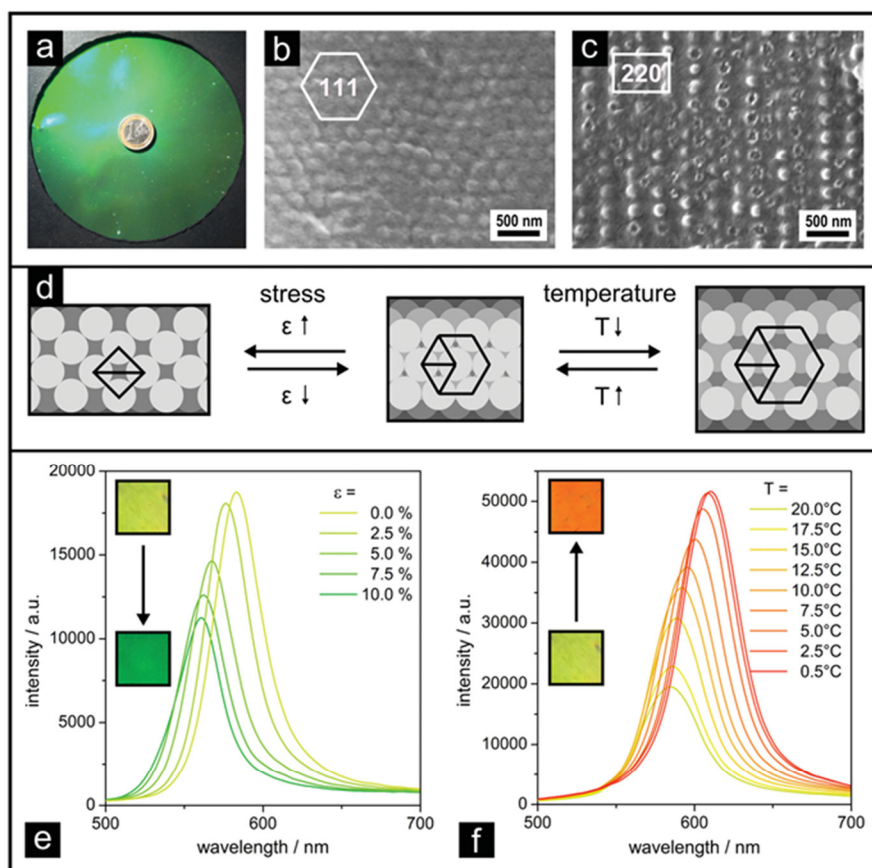 a
b
111
500 nm
c
220
500 nm
d
stress
ε ↑
ε ↓
temperature
T ↓
T ↑
20000
15000
10000
5000
0
500
600
700
intensity / a.u.
wavelength / nm
ε =
0.0 %
2.5 %
5.0 %
7.5 %
10.0 %
e
50000
40000
30000
20000
10000
0
500
600
700
intensity / a.u.
wavelength / nm
T =
20.0°C
17.5°C
15.0°C
12.5°C
10.0°C
7.5°C
5.0°C
2.5°C
0.5°C
f